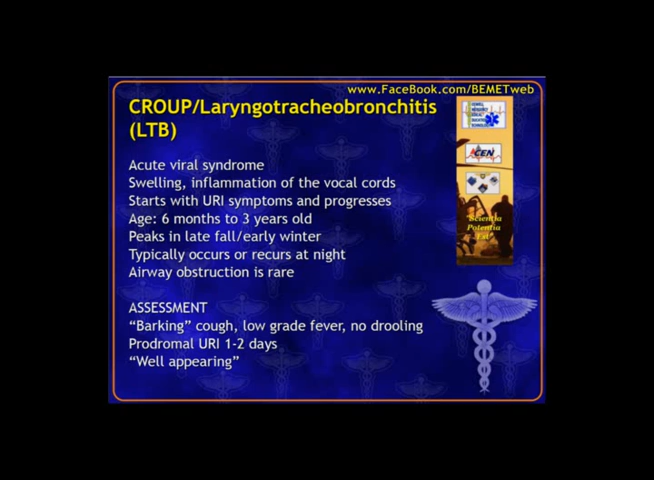 www.FaceBook.com/BEMETweb
CROUP/Laryngotracheobronchitis
(LTB)
Acute viral syndrome
Swelling, inflammation of the vocal cords
Starts with URI symptoms and progresses
Age: 6 months to 3 years old
Peaks in late fall/early winter
Typically occurs or recurs at night
Airway obstruction is rare
ASSESSMENT
“Barking” cough, low grade fever, no drooling
Prodromal URI 1-2 days
“Well appearing”
"Scientia
Potentia
Est"